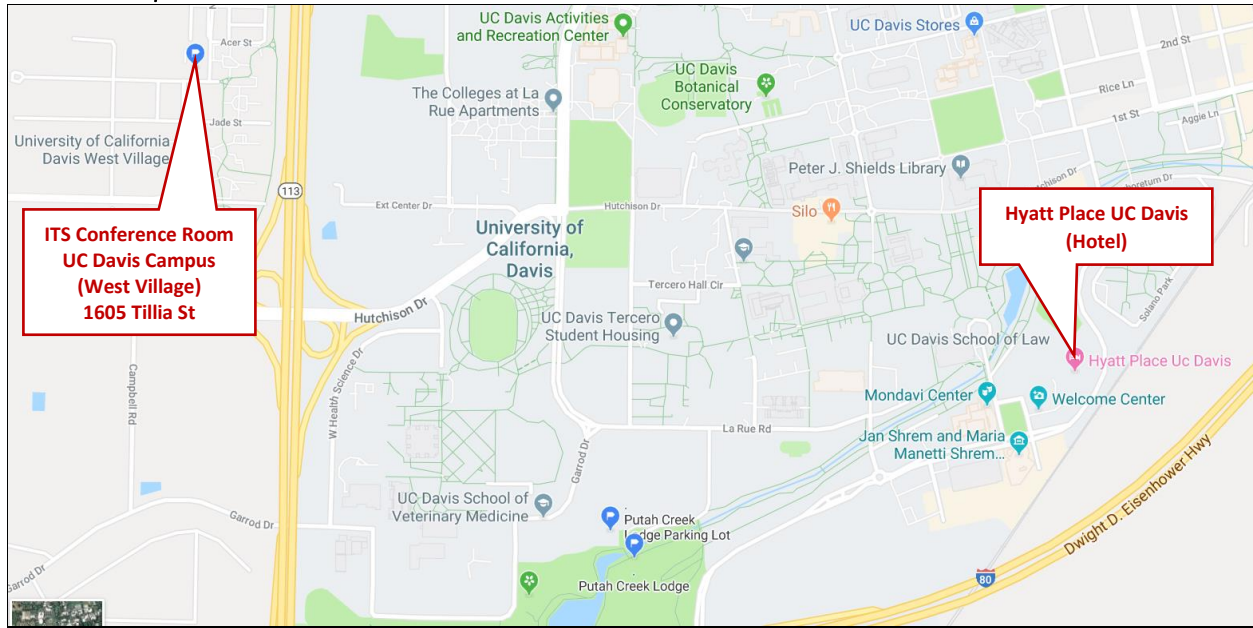 UC Davis Activities
and Recreation Center
UC Davis Stores
2nd St
Acer St
UC Davis
Botanical
Conservatory
The Colleges at La
Rue Apartments
Rice Ln
1st St
Aggie Ln
Jade St
University of California
Davis West Village
Peter J. Shields Library
113
Ext Center Dr
Hutchison Dr
Silo
University of
California,
Davis
ITS Conference Room
UC Davis Campus
(West Village)
1605 Tillia St
Hyatt Place UC Davis
(Hotel)
Tercero Hall Cir
Solano Park
Hutchison Dr
UC Davis Tercero
Student Housing
UC Davis School of Law
Hyatt Place Uc Davis
Campbell Rd
W Health Science Dr
Mondavi Center
Welcome Center
La Rue Rd
Garrod Dr
Jan Shrem and Maria
Manetti Shrem...
Dwight D. Eisenhower Hwy
UC Davis School of
Veterinary Medicine
Garrod Dr
Putah Creek
Lodge Parking Lot
Garrod Dr
Putah Creek Lodge
80